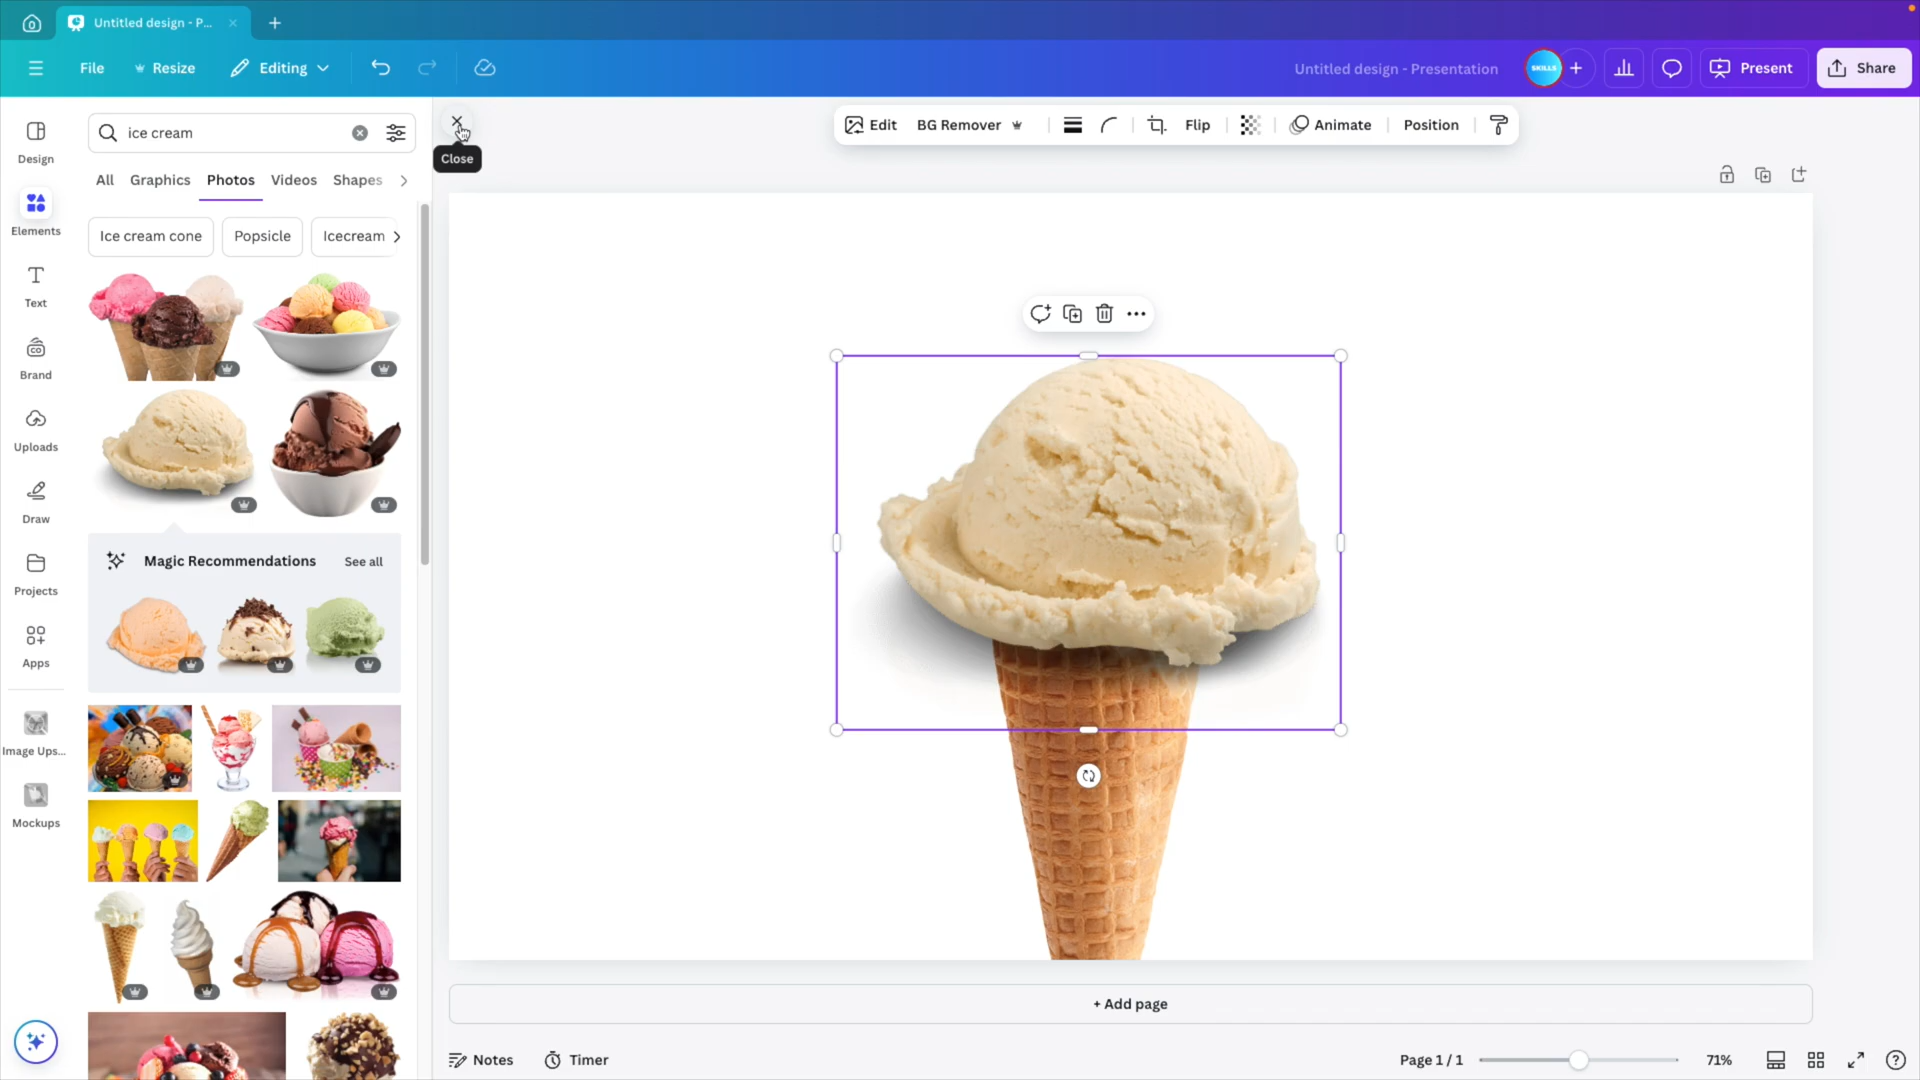 Untitled design - P...
File
Resize
Editing
Untitled design - Presentation
SKILLS
Present
Share
Design
Elements
Text
Brand
Uploads
Draw
Projects
Apps
Image Ups...
Mockups
ice cream
All
Graphics
Photos
Videos
Shapes
Ice cream cone
Popsicle
Icecream
Magic Recommendations
See all
Close
Edit
BG Remover
Flip
Animate
Position
+ Add page
Notes
Timer
Page 1 / 1
71%